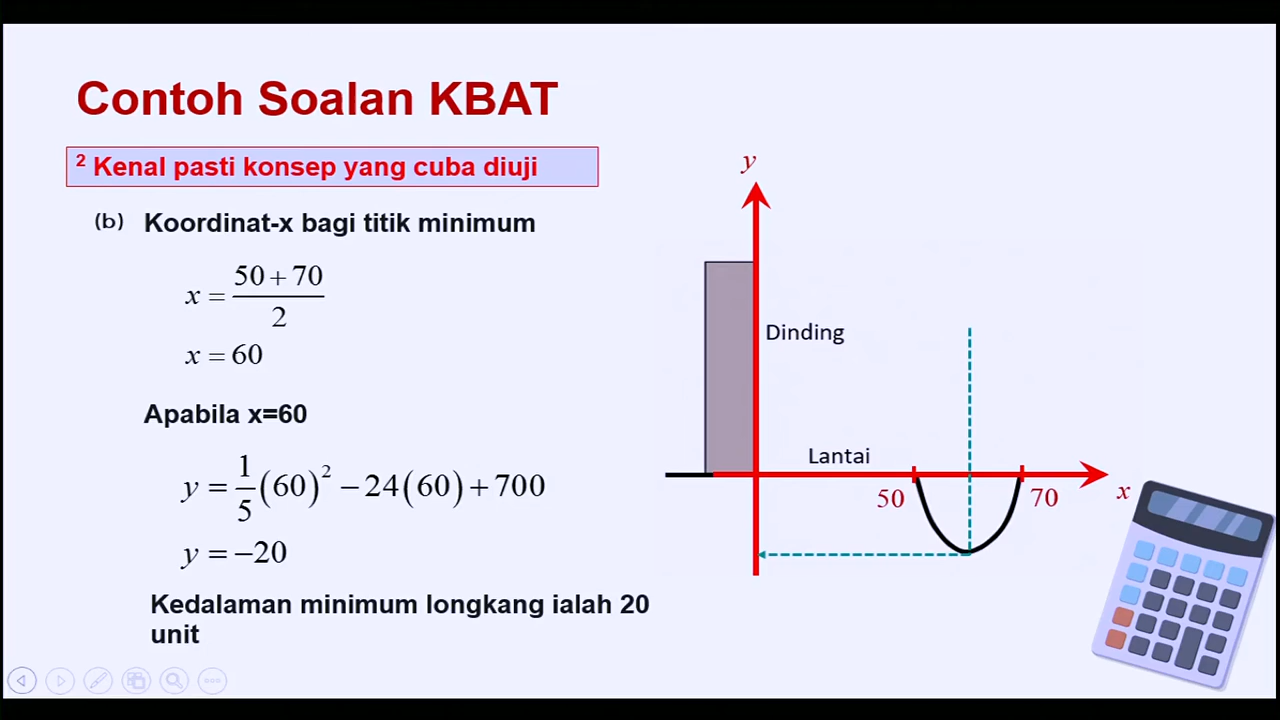 Contoh Soalan KBAT
² Kenal pasti konsep yang cuba diuji
(b) Koordinat-x bagi titik minimum
x = (50 + 70)/2
x = 60
Apabila x=60
y = 1/5 (60)² − 24(60) + 700
y = −20
Kedalaman minimum longkang ialah 20
unit
y
Dinding
Lantai
50
70
x